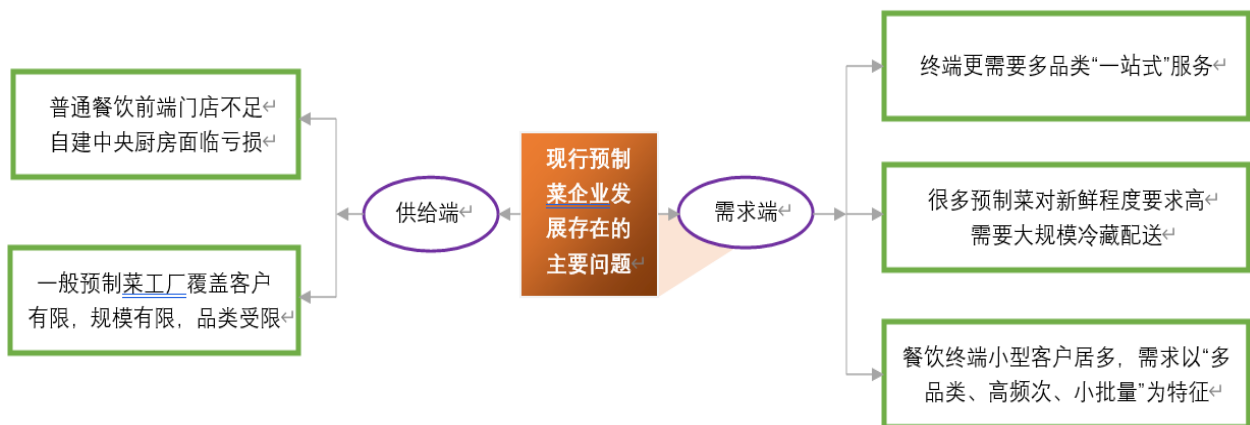 普通餐饮前端门店不足
自建中央厨房面临亏损
一般预制菜工厂覆盖客户
有限，规模有限，品类受限
供给端
现行预制
菜企业发
展存在的
主要问题
需求端
终端更需要多品类“一站式”服务
很多预制菜对新鲜程度要求高
需要大规模冷藏配送
餐饮终端小型客户居多，需求以“多
品类、高频次、小批量”为特征